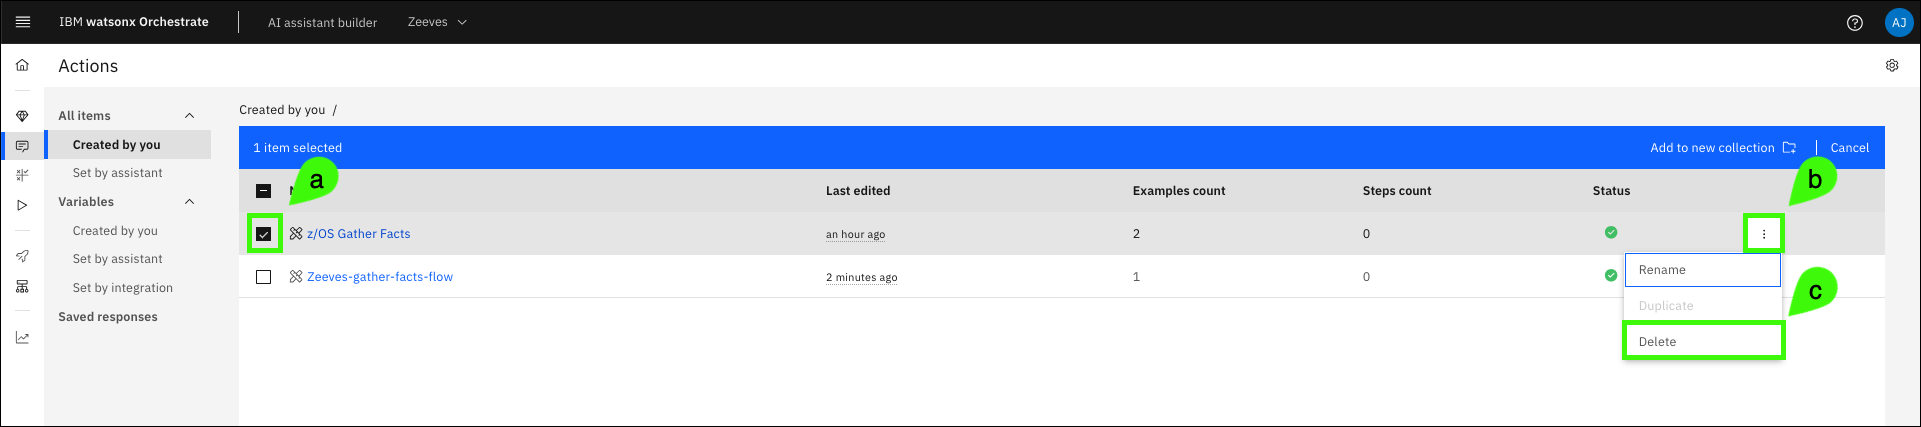 IBM watsonx Orchestrate
AI assistant builder
Zeeves
AJ
Actions
All items
Created by you
Set by assistant
Variables
Created by you
Set by assistant
Set by integration
Saved responses
Created by you /
1 item selected
Add to new collection
Cancel
a
b
Last edited
Examples count
Steps count
Status
z/OS Gather Facts
an hour ago
2
0
Zeeves-gather-facts-flow
2 minutes ago
1
0
Rename
Duplicate
Delete
c